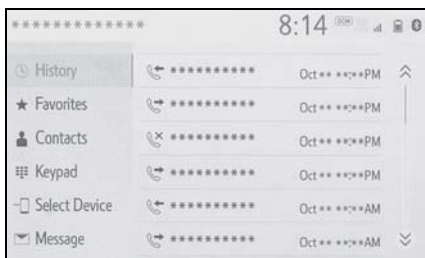 ************* 8:14 DCM
History ********** Oct** **:**PM
Favorites ********** Oct** **:**PM
Contacts ********** Oct** **:**PM
Keypad ********** Oct** **:**PM
Select Device ********** Oct** **:**AM
Message ********** Oct** **:**AM